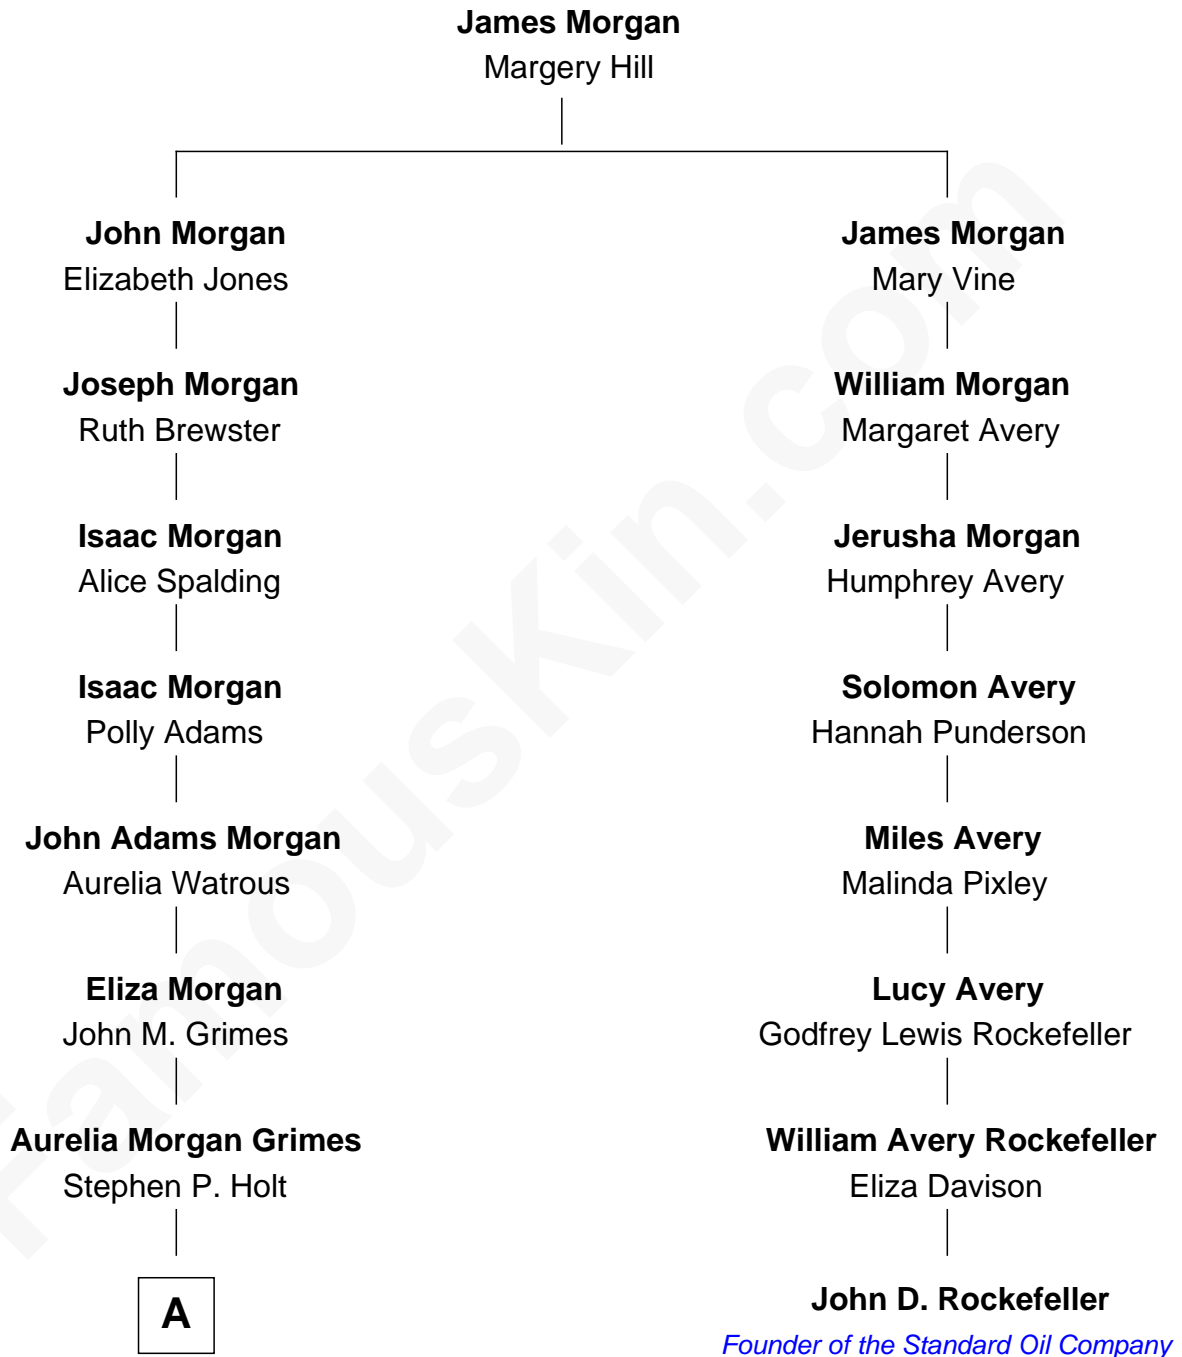 James Morgan
Margery Hill
John Morgan
Elizabeth Jones
James Morgan
Mary Vine
Joseph Morgan
Ruth Brewster
William Morgan
Margaret Avery
Isaac Morgan
Alice Spalding
Jerusha Morgan
Humphrey Avery
Isaac Morgan
Polly Adams
Solomon Avery
Hannah Punderson
John Adams Morgan
Aurelia Watrous
Miles Avery
Malinda Pixley
Eliza Morgan
John M. Grimes
Lucy Avery
Godfrey Lewis Rockefeller
Aurelia Morgan Grimes
Stephen P. Holt
William Avery Rockefeller
Eliza Davison
A
John D. Rockefeller
Founder of the Standard Oil Company
FamousKin.com